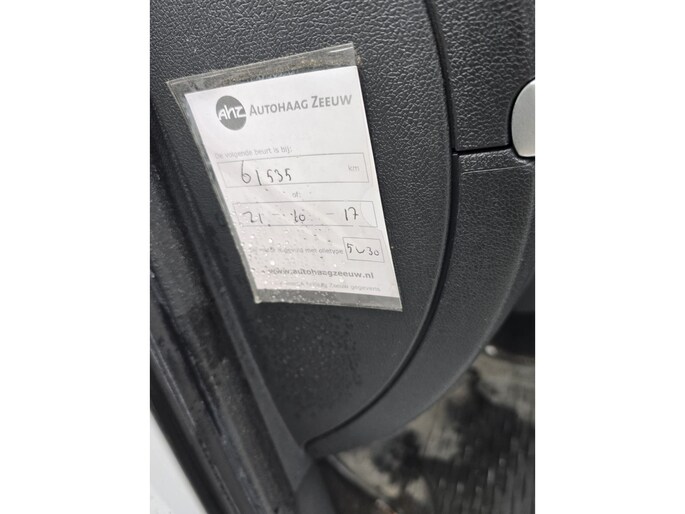 ahz AUTOHAAG ZEEUW
De volgende beurt is bij:
61535 km
of:
21 - 10 - 17
5W30
www.autohaagzeeuw.nl